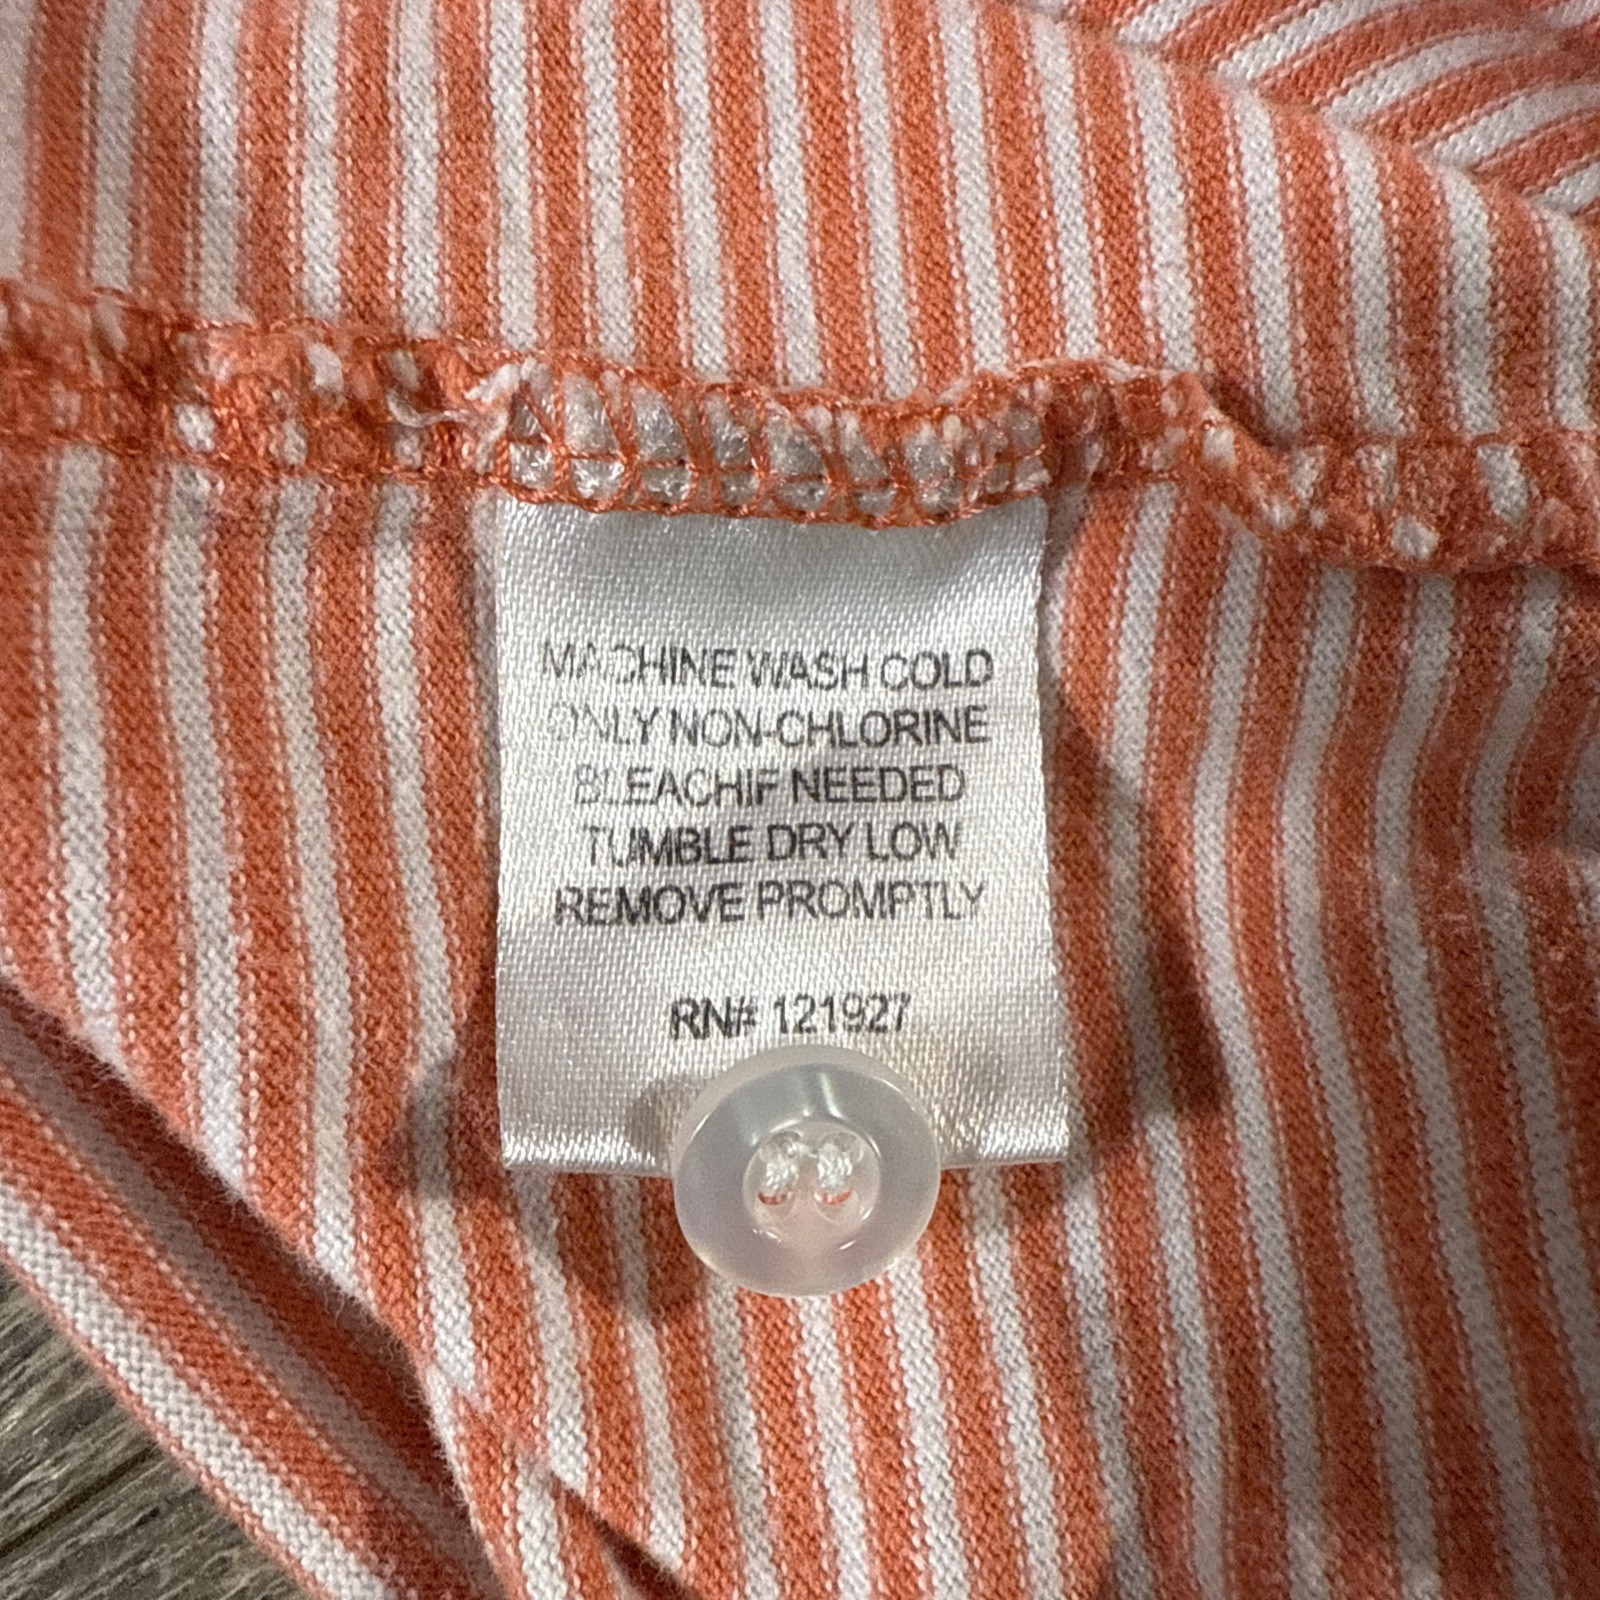 MACHINE WASH COLD
ONLY NON-CHLORINE
BLEACHIF NEEDED
TUMBLE DRY LOW
REMOVE PROMPTLY
RN# 121927